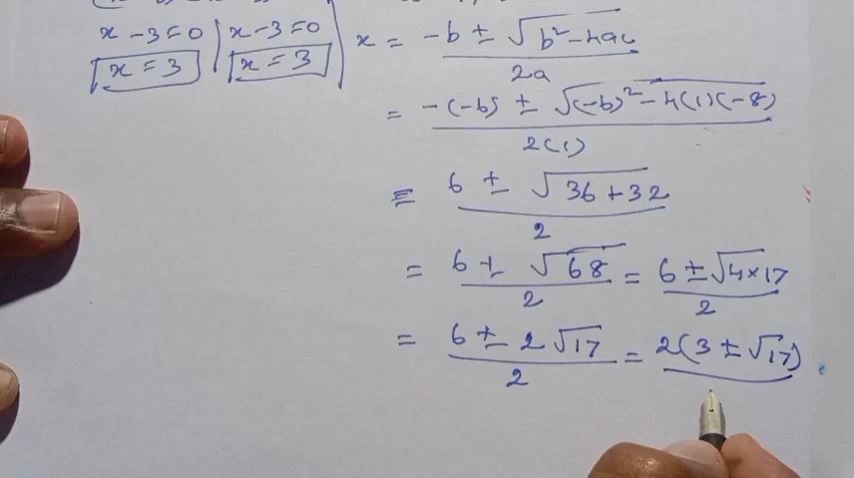 x - 3 = 0 | x - 3 = 0
x = 3 | x = 3
x = -b ± √(b² - 4ac) / 2a
= -(-6) ± √((-6)² - 4(1)(-8)) / 2(1)
= 6 ± √(36 + 32) / 2
= 6 ± √68 / 2 = 6 ± √(4 × 17) / 2
= 6 ± 2√17 / 2 = 2(3 ± √17)